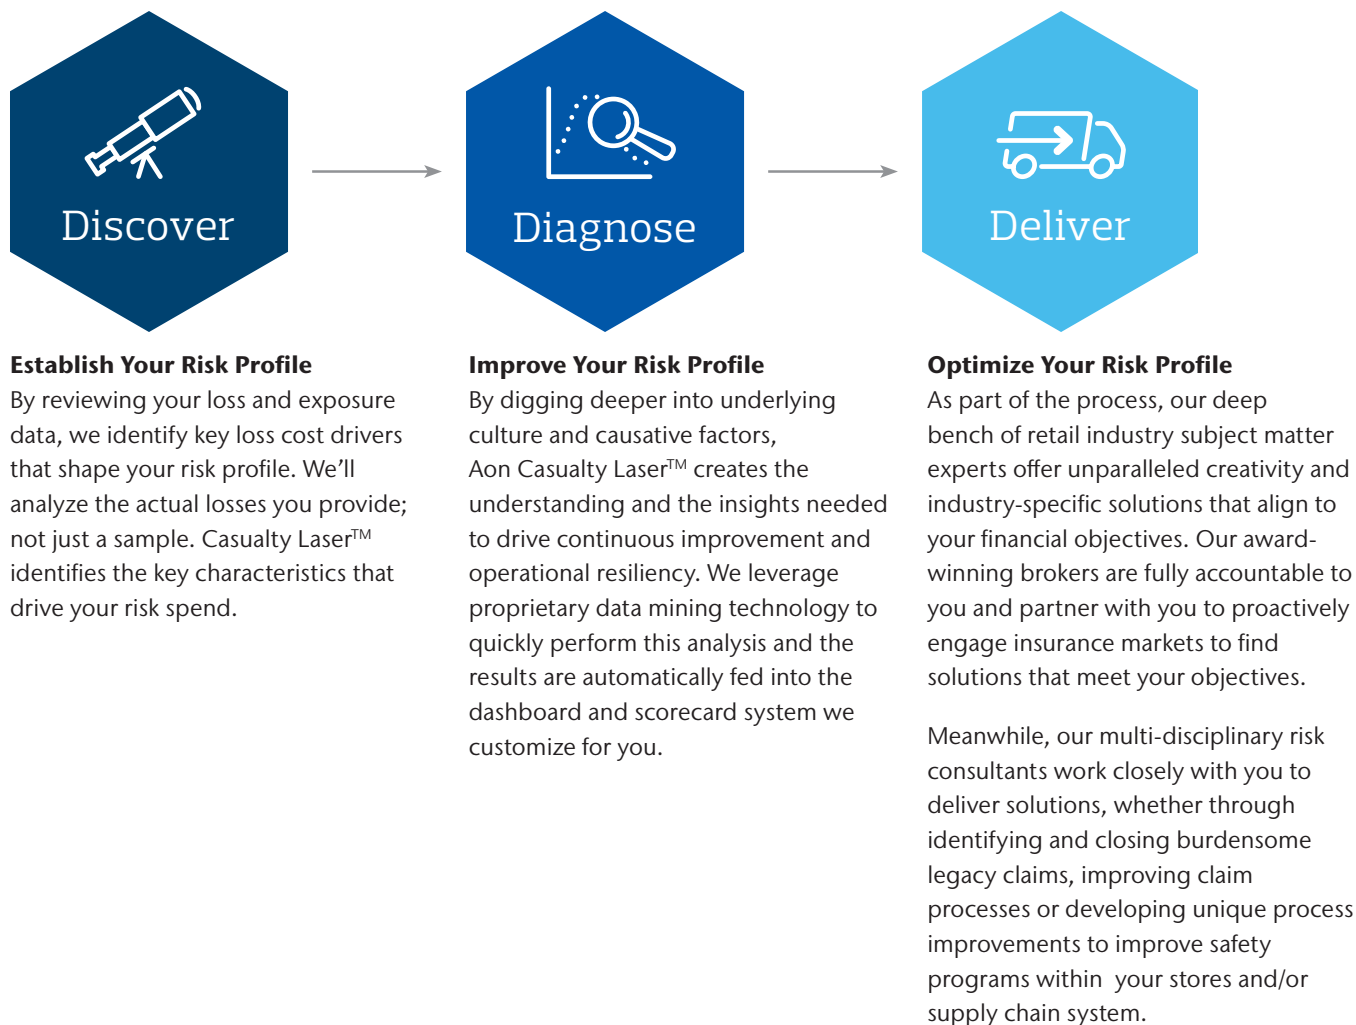 Discover
Establish Your Risk Profile
By reviewing your loss and exposure
data, we identify key loss cost drivers
that shape your risk profile. We’ll
analyze the actual losses you provide;
not just a sample. Casualty Laser™
identifies the key characteristics that
drive your risk spend.
Diagnose
Improve Your Risk Profile
By digging deeper into underlying
culture and causative factors,
Aon Casualty Laser™ creates the
understanding and the insights needed
to drive continuous improvement and
operational resiliency. We leverage
proprietary data mining technology to
quickly perform this analysis and the
results are automatically fed into the
dashboard and scorecard system we
customize for you.
Deliver
Optimize Your Risk Profile
As part of the process, our deep
bench of retail industry subject matter
experts offer unparalleled creativity and
industry-specific solutions that align to
your financial objectives. Our award-
winning brokers are fully accountable to
you and partner with you to proactively
engage insurance markets to find
solutions that meet your objectives.
Meanwhile, our multi-disciplinary risk
consultants work closely with you to
deliver solutions, whether through
identifying and closing burdensome
legacy claims, improving claim
processes or developing unique process
improvements to improve safety
programs within  your stores and/or
supply chain system.